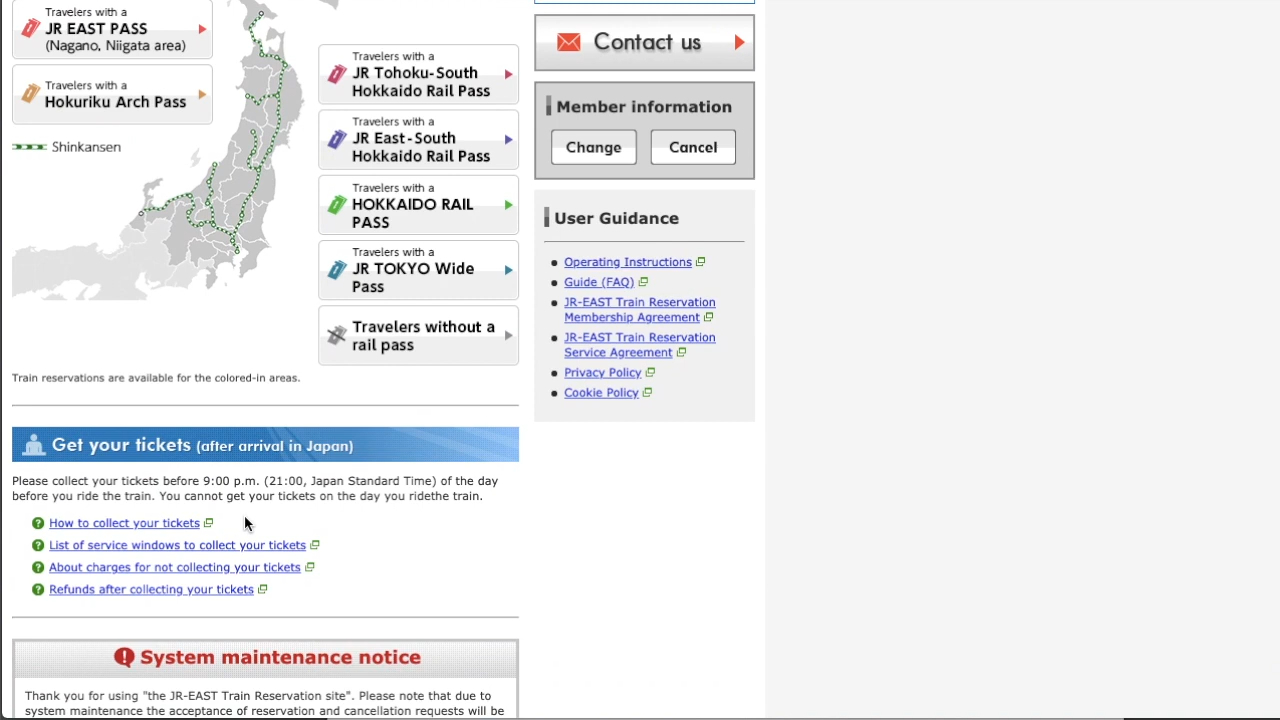 Travelers with a
JR EAST PASS
(Nagano, Niigata area)
Travelers with a
Hokuriku Arch Pass
Shinkansen
Travelers with a
JR Tohoku-South
Hokkaido Rail Pass
Travelers with a
JR East-South
Hokkaido Rail Pass
Travelers with a
HOKKAIDO RAIL
PASS
Travelers with a
JR TOKYO Wide
Pass
Travelers without a
rail pass
Train reservations are available for the colored-in areas.
Get your tickets (after arrival in Japan)
Please collect your tickets before 9:00 p.m. (21:00, Japan Standard Time) of the day
before you ride the train. You cannot get your tickets on the day you ridethe train.
How to collect your tickets
List of service windows to collect your tickets
About charges for not collecting your tickets
Refunds after collecting your tickets
System maintenance notice
Thank you for using "the JR-EAST Train Reservation site". Please note that due to
system maintenance the acceptance of reservation and cancellation requests will be
Contact us
Member information
Change
Cancel
User Guidance
Operating Instructions
Guide (FAQ)
JR-EAST Train Reservation
Membership Agreement
JR-EAST Train Reservation
Service Agreement
Privacy Policy
Cookie Policy